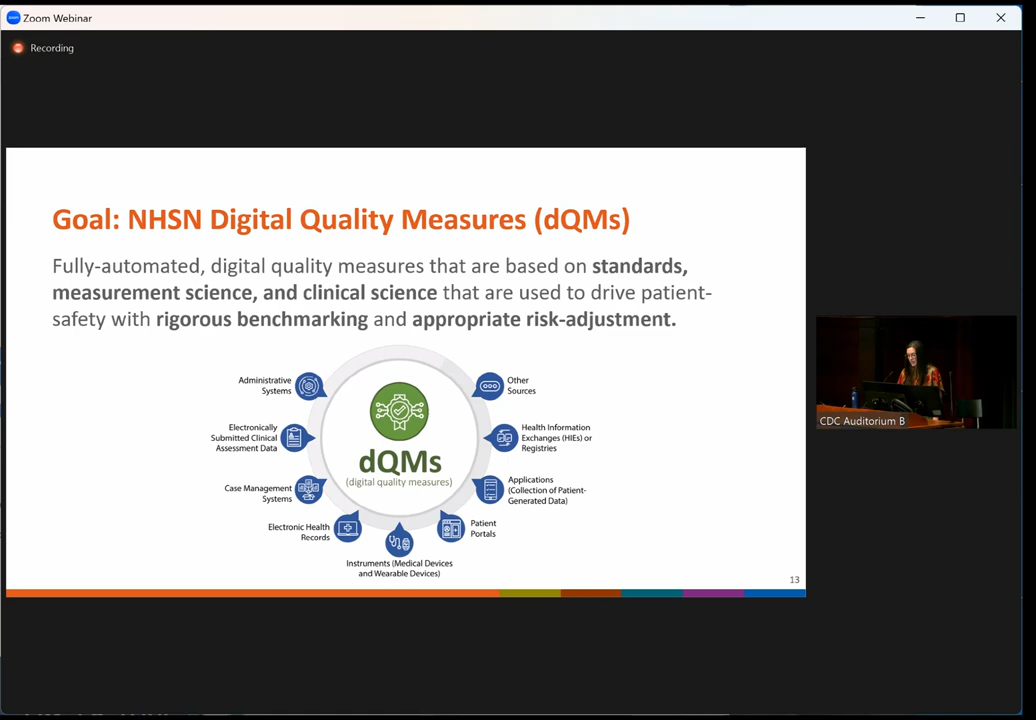 Zoom Webinar
Recording
Goal: NHSN Digital Quality Measures (dQMs)
Fully-automated, digital quality measures that are based on standards,
measurement science, and clinical science that are used to drive patient-
safety with rigorous benchmarking and appropriate risk-adjustment.
Administrative
Systems
Electronically
Submitted Clinical
Assessment Data
Case Management
Systems
Electronic Health
Records
Instruments (Medical Devices
and Wearable Devices)
Patient
Portals
Applications
(Collection of Patient-
Generated Data)
Health Information
Exchanges (HIEs) or
Registries
Other
Sources
dQMs
(digital quality measures)
13
CDC Auditorium B